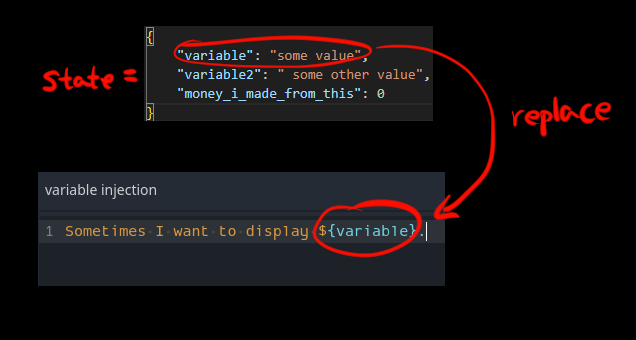 {
"variable": "some value",
state = "variable2": " some other value",
"money_i_made_from_this": 0
}
replace
variable injection
1 Sometimes I want to display ${variable}.